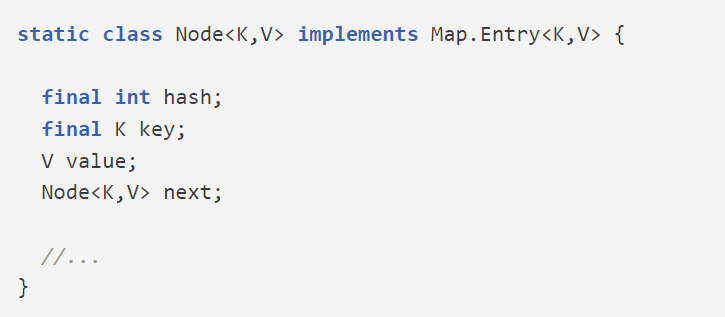 static class Node<K,V> implements Map.Entry<K,V> {
final int hash;
final K key;
V value;
Node<K,V> next;
//...
}